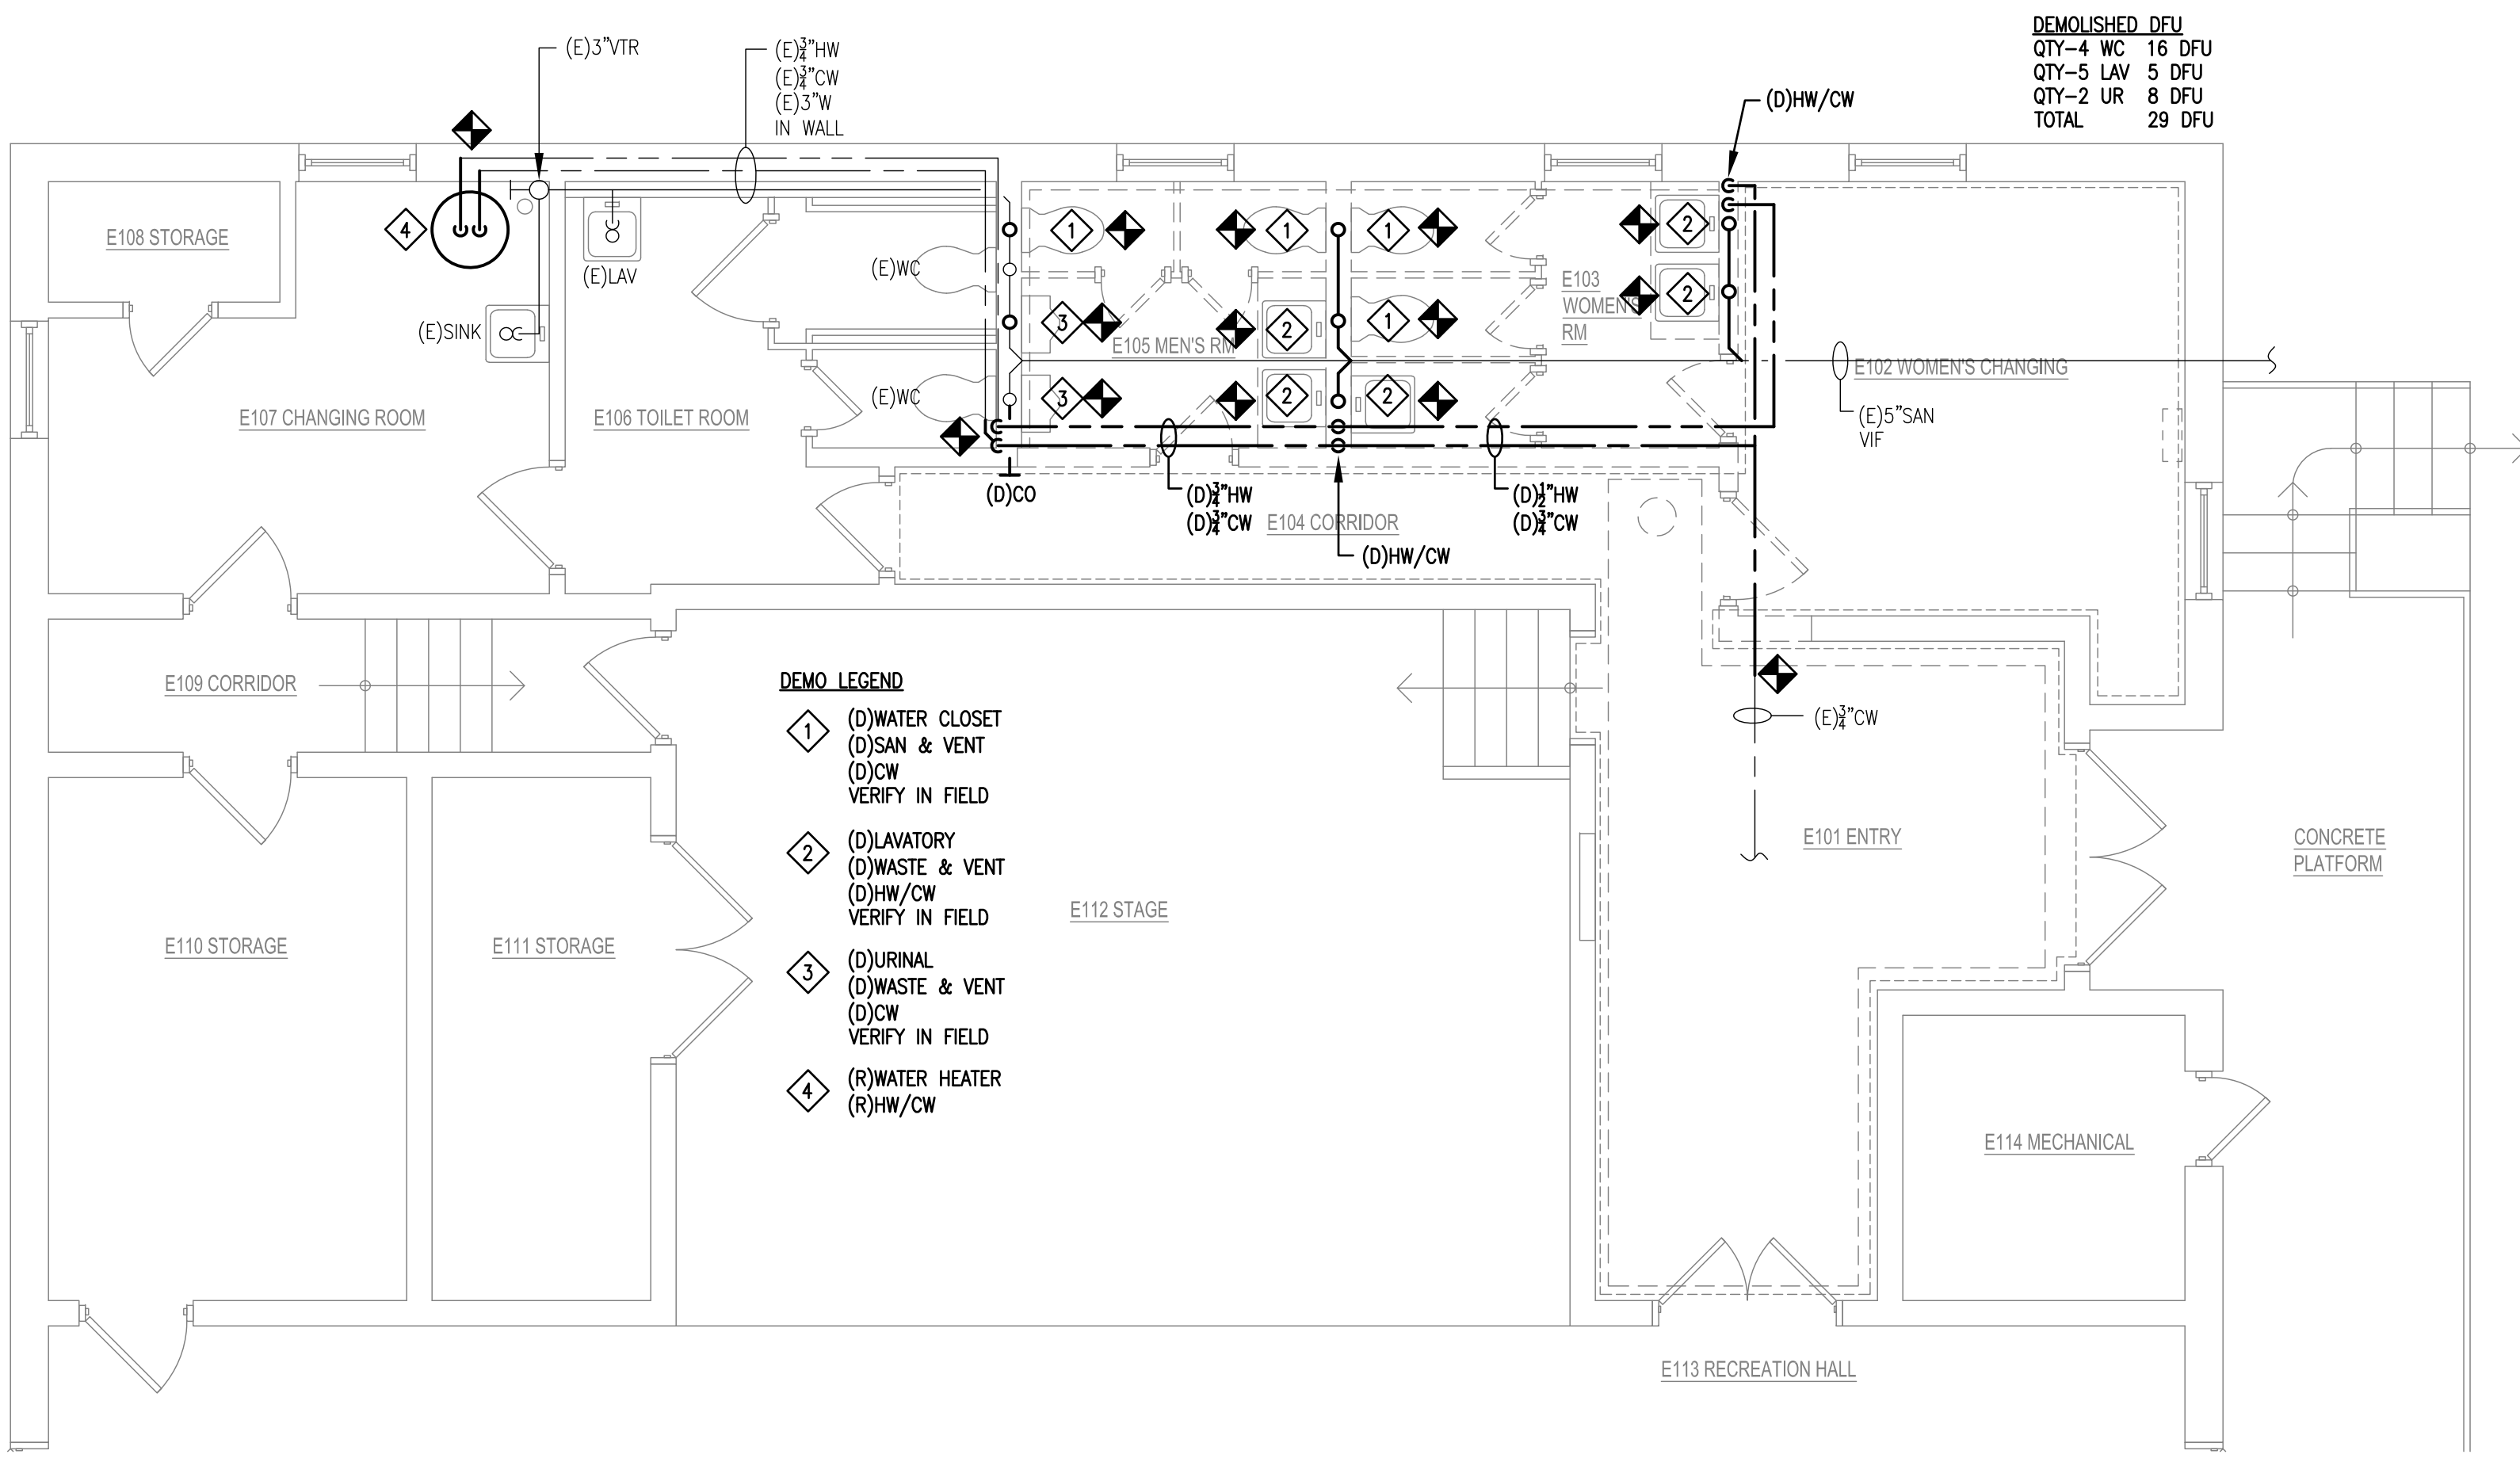 DEMOLISHED DFU
QTY-4 WC 16 DFU
QTY-5 LAV 5 DFU
QTY-2 UR 8 DFU
TOTAL 29 DFU
(E)3"VTR
(E)3/4"HW
(E)3/4"CW
(E)3"W
IN WALL
(D)HW/CW
E108 STORAGE
4
(E)LAV
(E)SINK
(E)WC
(E)WC
1
1
1
2
3
2
1
2
3
2
2
E103
WOMEN'S
RM
E105 MEN'S RM
E102 WOMEN'S CHANGING
(E)5"SAN
VIF
E107 CHANGING ROOM
E106 TOILET ROOM
(D)CO
(D)3/4"HW
(D)3/4"CW
E104 CORRIDOR
(D)1/2"HW
(D)3/4"CW
(D)HW/CW
E109 CORRIDOR
DEMO LEGEND
1
(D)WATER CLOSET
(D)SAN & VENT
(D)CW
VERIFY IN FIELD
2
(D)LAVATORY
(D)WASTE & VENT
(D)HW/CW
VERIFY IN FIELD
3
(D)URINAL
(D)WASTE & VENT
(D)CW
VERIFY IN FIELD
4
(R)WATER HEATER
(R)HW/CW
(E)3/4"CW
E101 ENTRY
CONCRETE
PLATFORM
E112 STAGE
E110 STORAGE
E111 STORAGE
E114 MECHANICAL
E113 RECREATION HALL